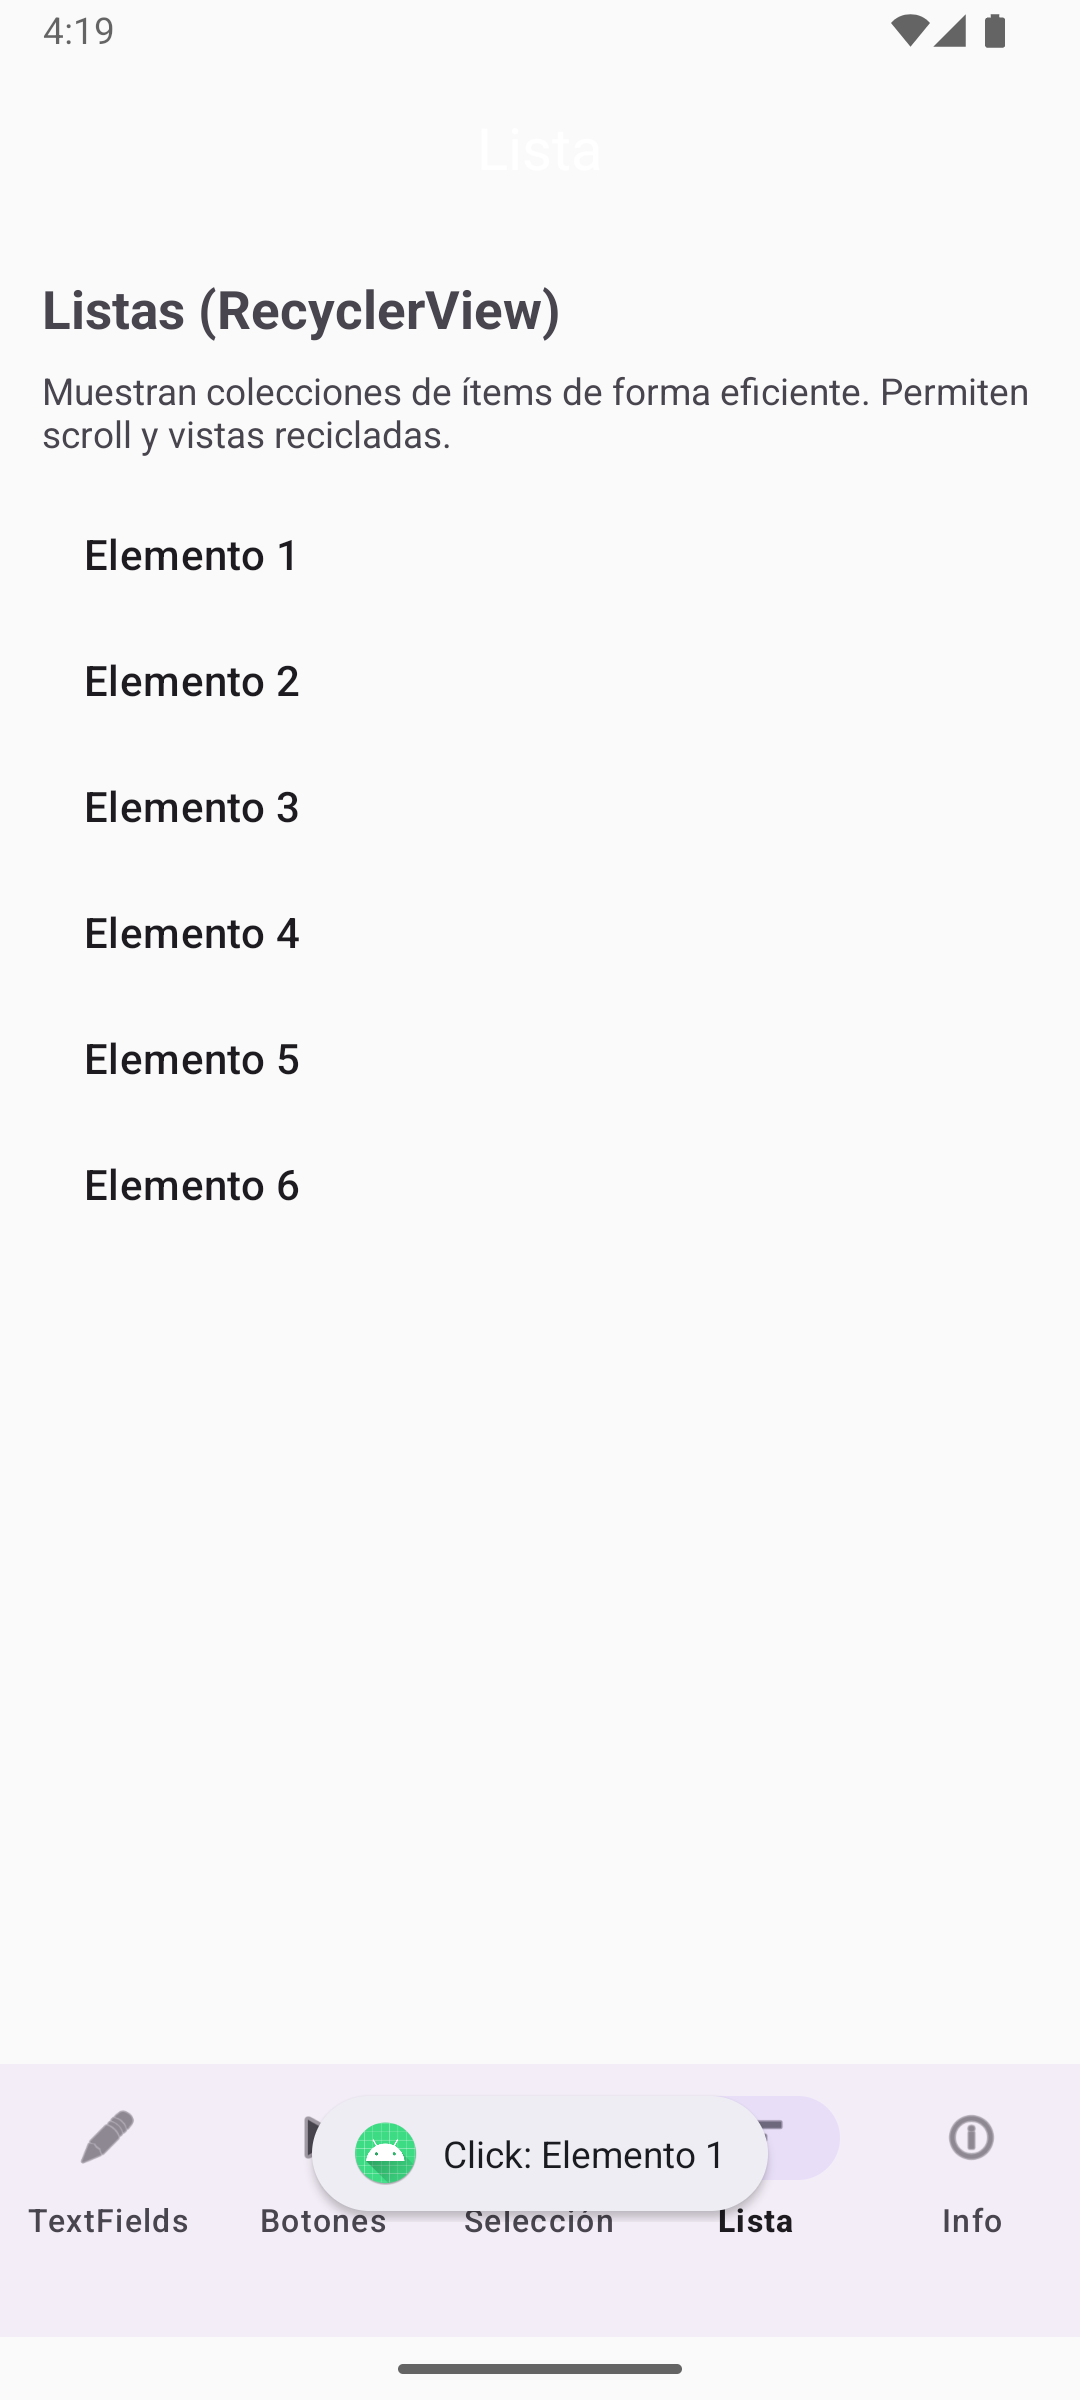 4:19
Lista
Listas (RecyclerView)
Muestran colecciones de ítems de forma eficiente. Permiten
scroll y vistas recicladas.
Elemento 1
Elemento 2
Elemento 3
Elemento 4
Elemento 5
Elemento 6
Click: Elemento 1
TextFields
Botones
Selección
Lista
Info